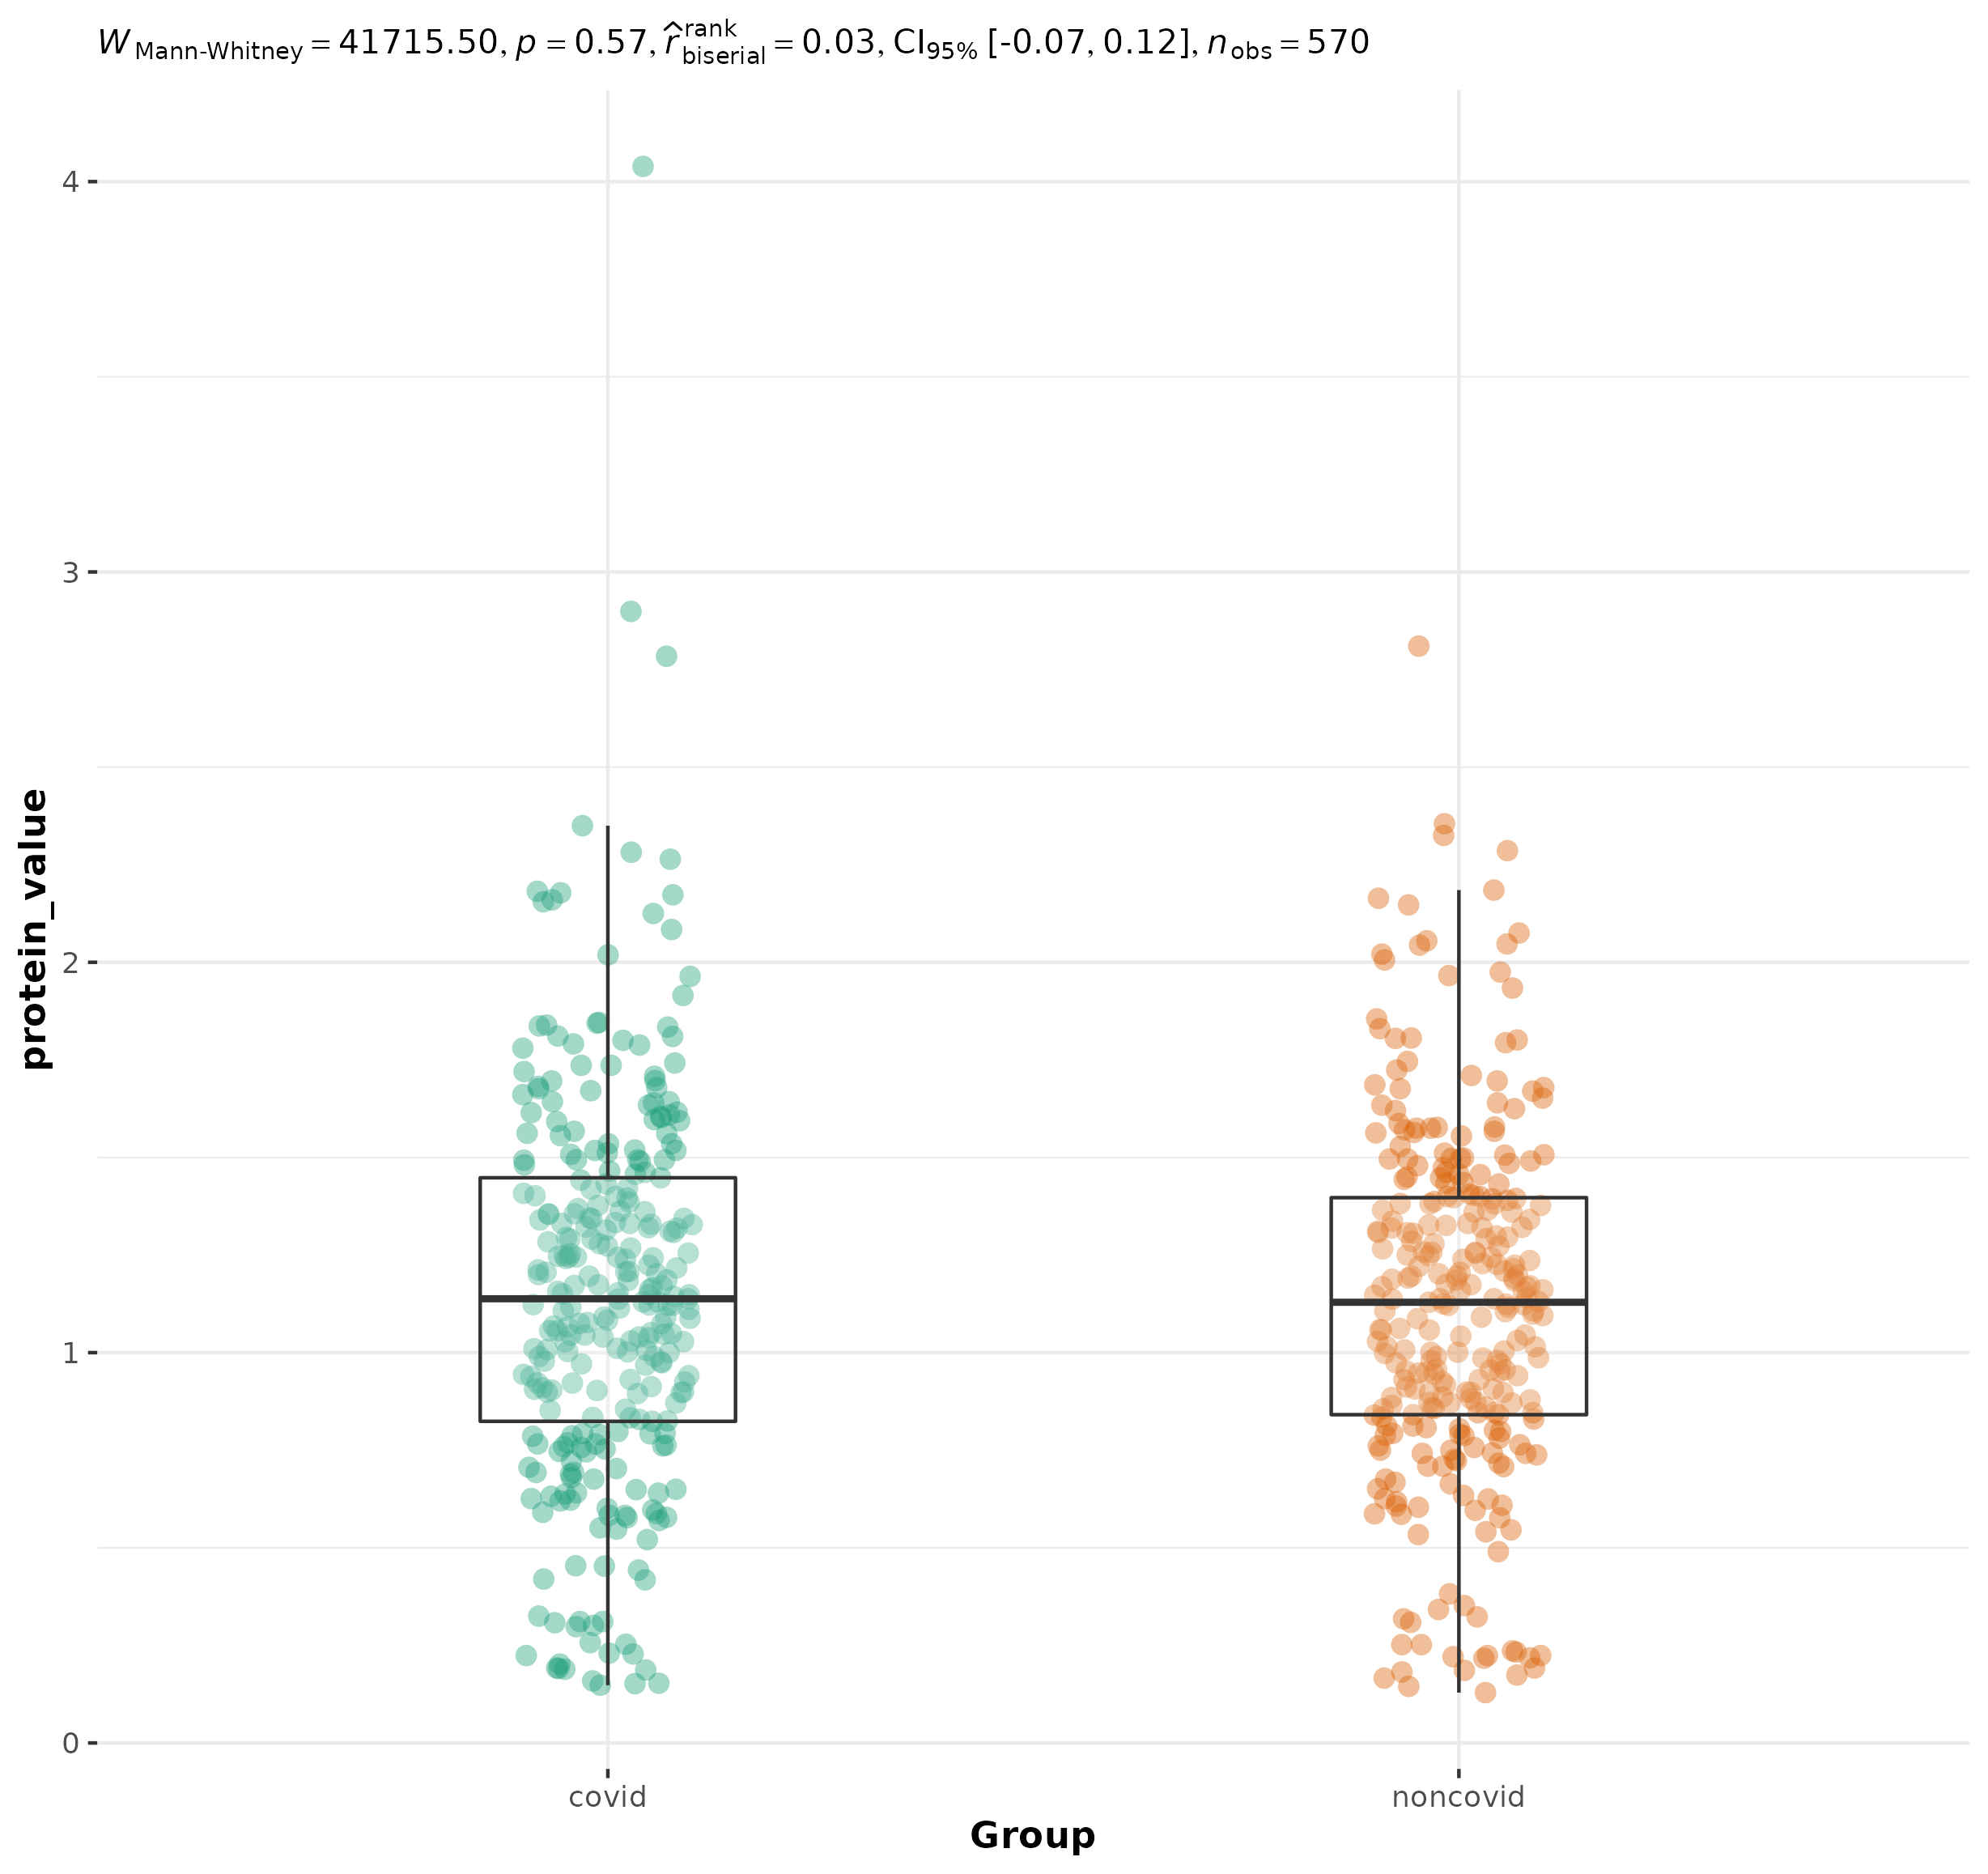 W Mann-Whitney = 41715.50, p = 0.57, r̂ rank biserial = 0.03, CI95% [-0.07, 0.12], n obs = 570
4
3
2
1
0
protein_value
covid noncovid
Group